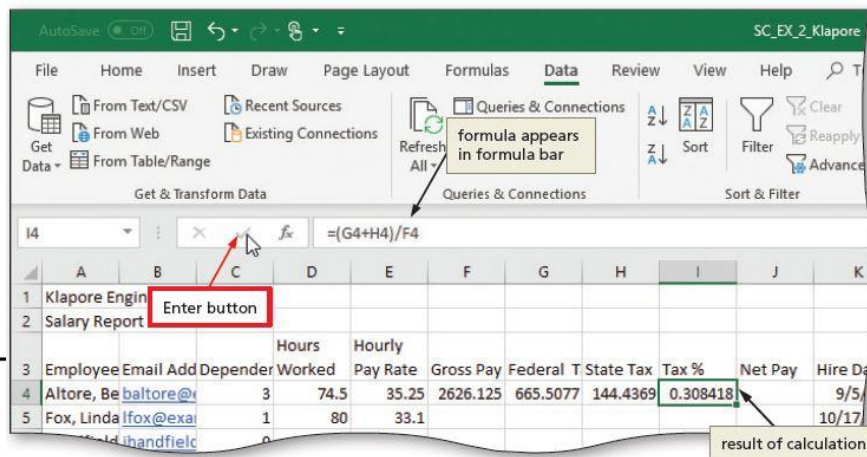 AutoSave Off SC_EX_2_Klapore
File Home Insert Draw Page Layout Formulas Data Review View Help
Get Data
From Text/CSV
From Web
From Table/Range
Recent Sources
Existing Connections
Get & Transform Data
Refresh All
Queries & Connections
Queries & Connections
formula appears
in formula bar
Sort
Filter
Clear
Reapply
Sort & Filter
I4 fx =(G4+H4)/F4
Enter button
A B C D E F G H I J K
1 Klapore Engin
2 Salary Report
Hours Hourly
3 Employee Email Add Depender Worked Pay Rate Gross Pay Federal T State Tax Tax % Net Pay Hire Da
4 Altore, Be baltore@e 3 74.5 35.25 2626.125 665.5077 144.4369 0.308418 9/5/
5 Fox, Linda lfox@exar 1 80 33.1 10/17/
jhandfield
result of calculation